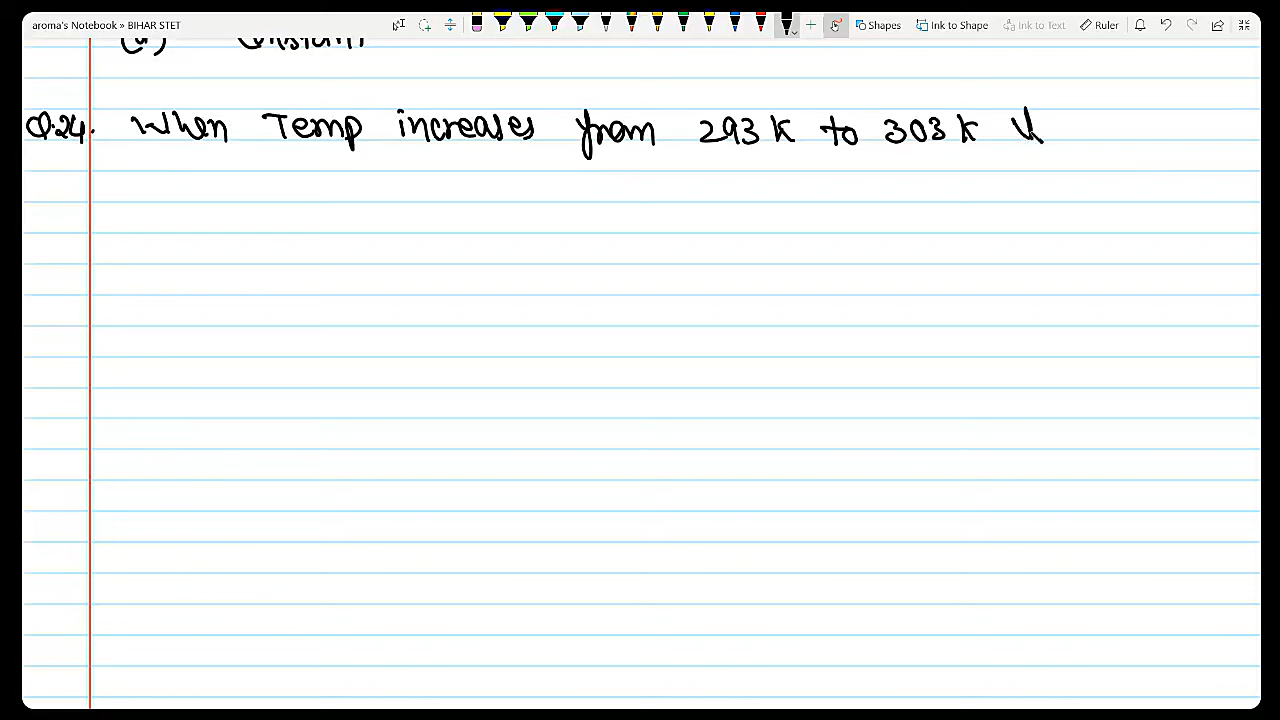 aroma's Notebook » BIHAR STET
Shapes Ink to Shape Ink to Text Ruler
Q.24. When Temp increases from 293 K to 303 K